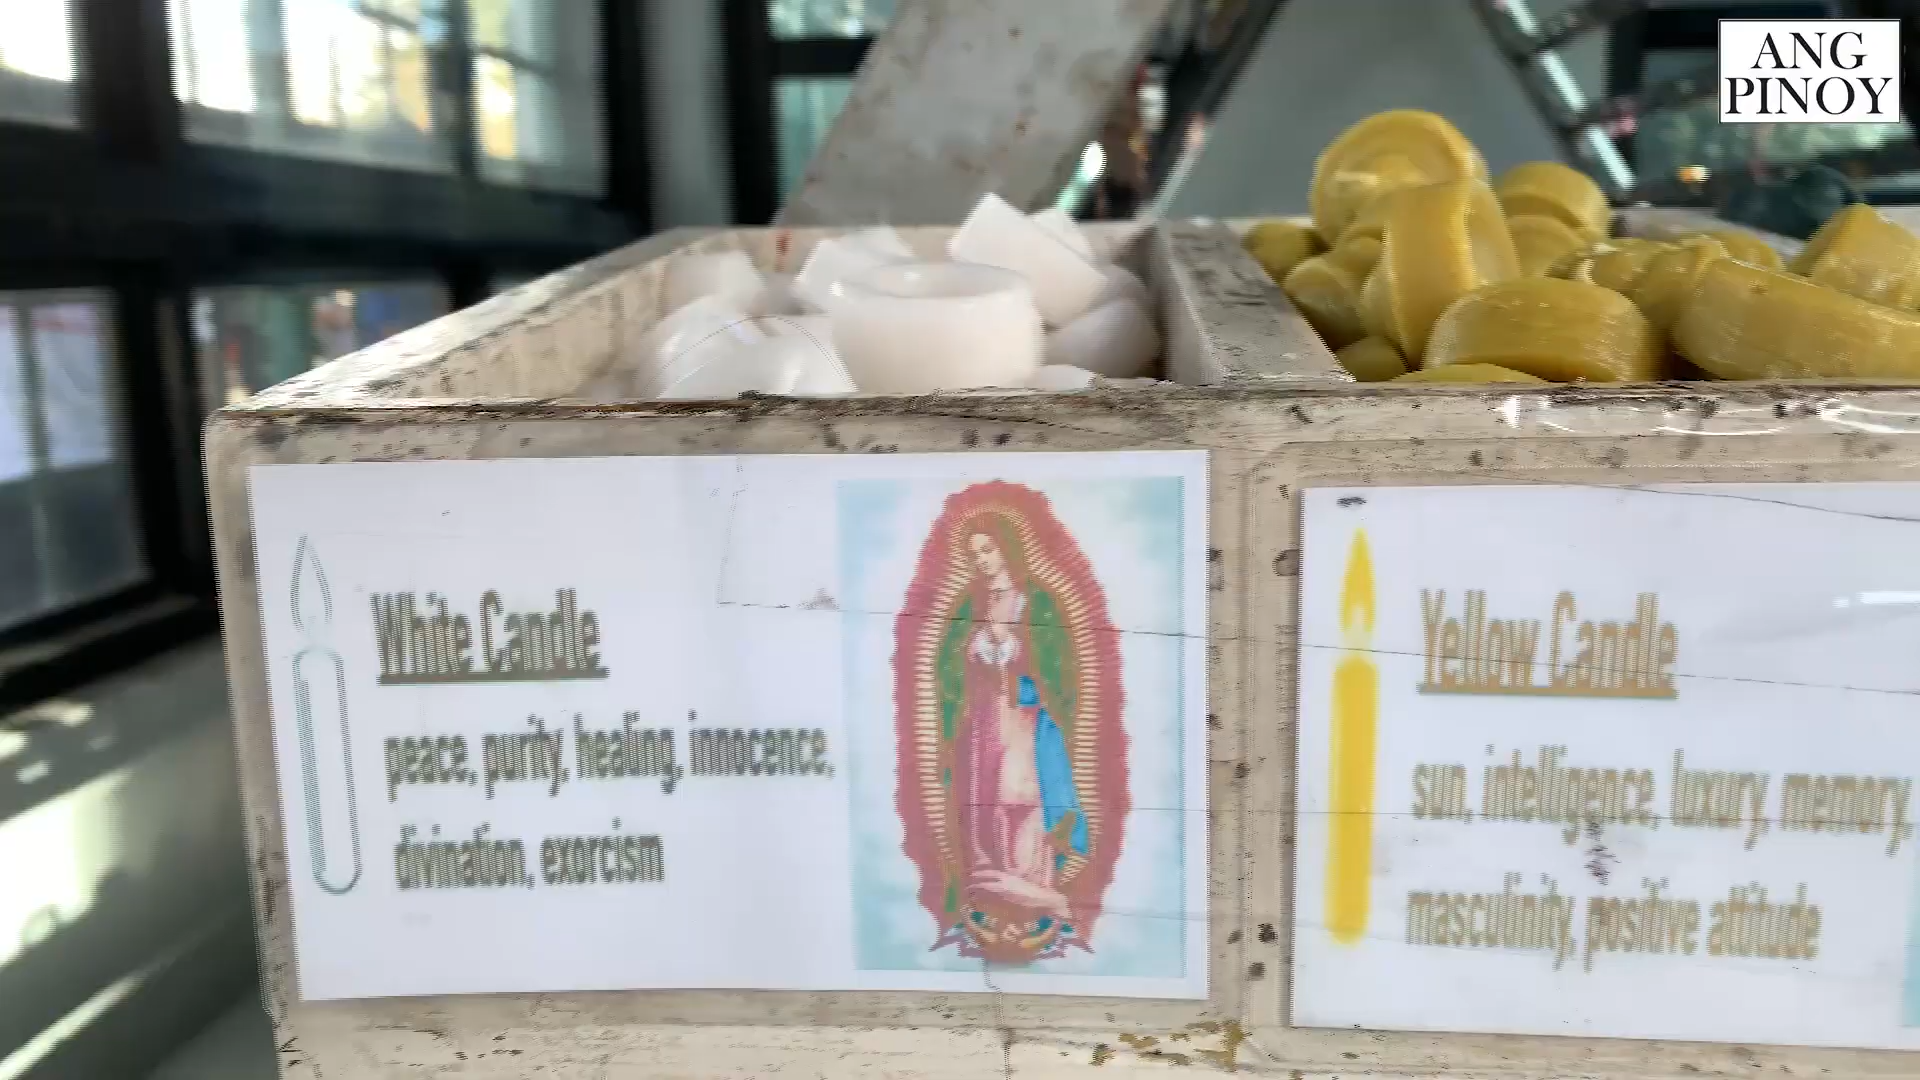 ANG
PINOY
White Candle
peace, purity, healing, innocence,
divination, exorcism
Yellow Candle
sun, intelligence, luxury, memory
masculinity, positive attitude